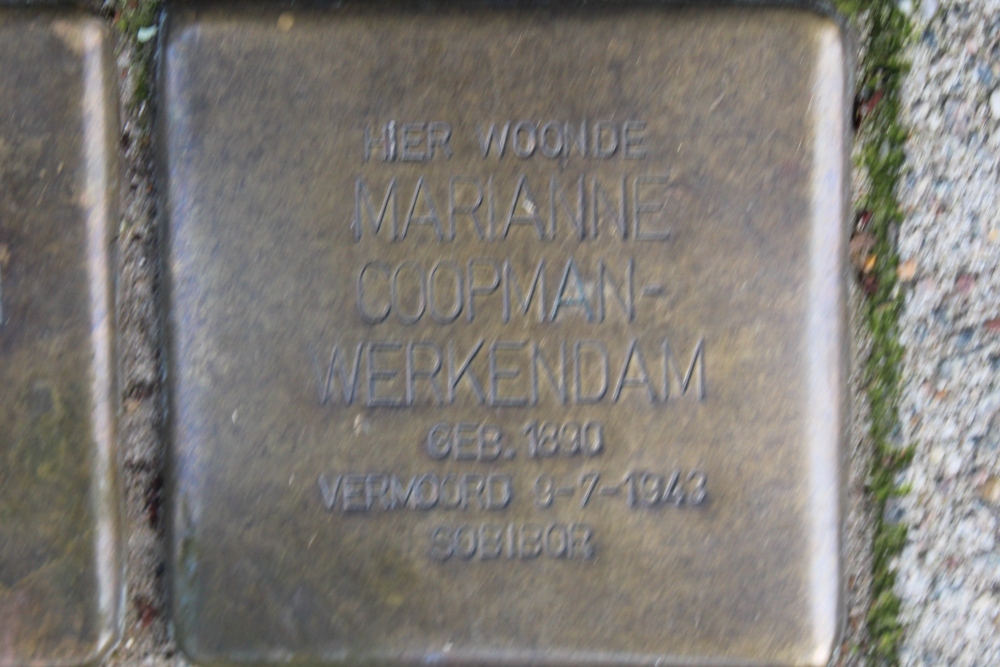 HIER WOONDE
MARIANNE
COOPMAN-
WERKENDAM
GEB. 1890
VERMOORD 9-7-1943
SOBIBOR